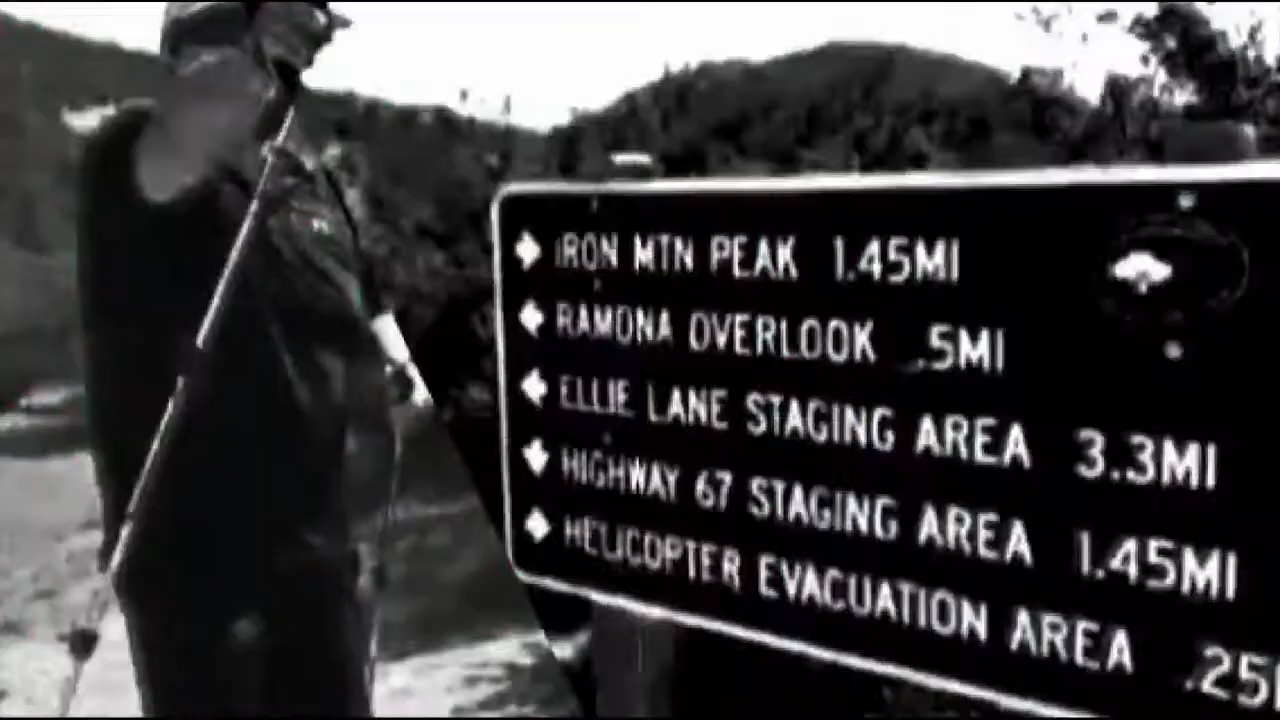 IRON MTN PEAK 1.45MI
RAMONA OVERLOOK .5MI
ELLIE LANE STAGING AREA 3.3MI
HIGHWAY 67 STAGING AREA 1.45MI
HELICOPTER EVACUATION AREA .25